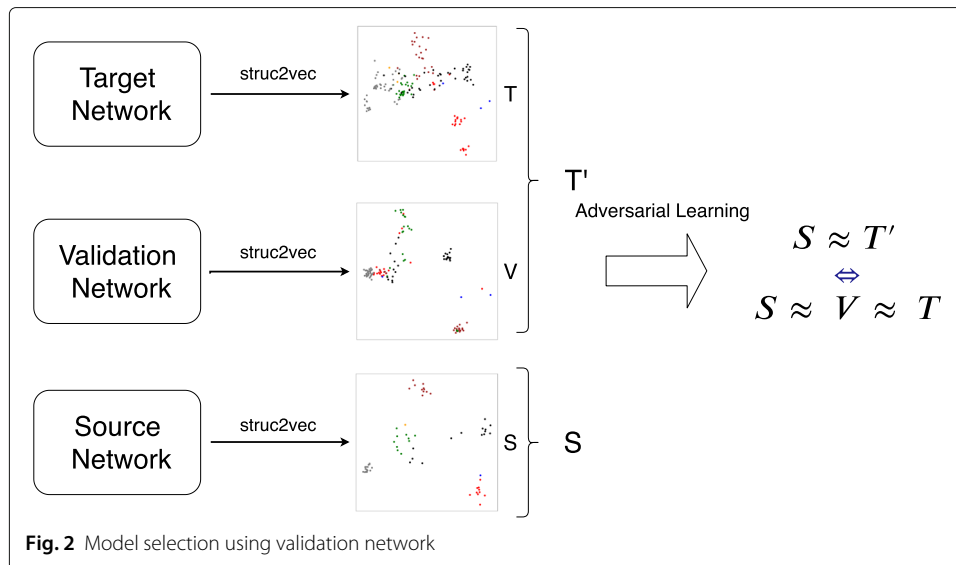 Target
Network
struc2vec
T
T'
Adversarial Learning
Validation
Network
struc2vec
V
S ≈ T'
⇔
S ≈ V ≈ T
Source
Network
struc2vec
S
S
Fig. 2 Model selection using validation network